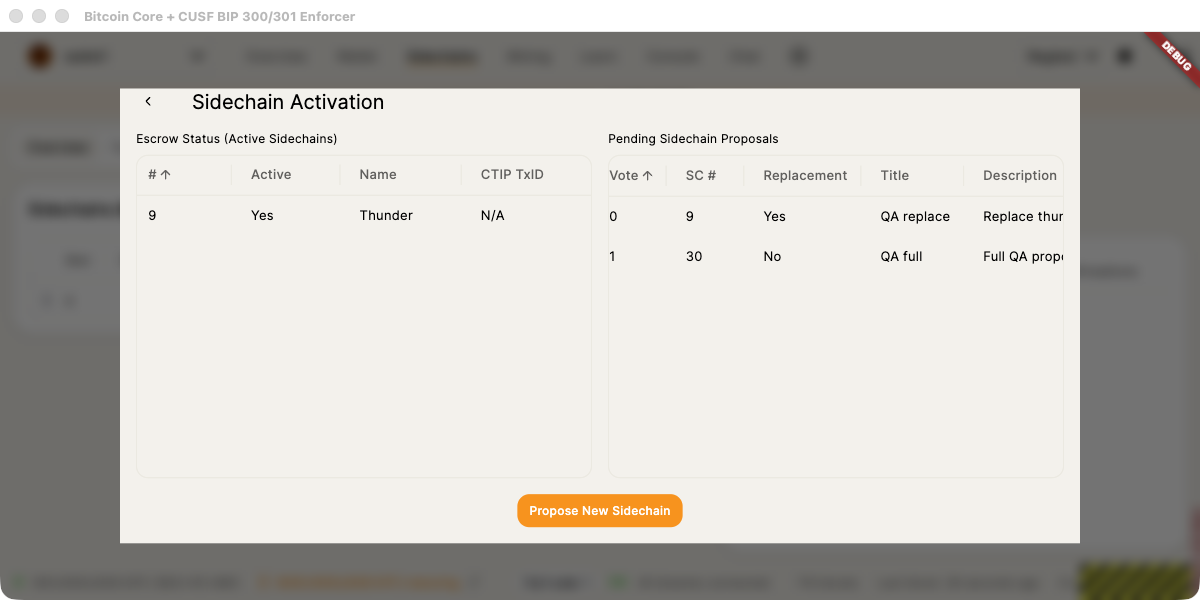 Bitcoin Core + CUSF BIP 300/301 Enforcer
DEBUG
Sidechain Activation
Escrow Status (Active Sidechains)
# ↑ Active Name CTIP TxID
9 Yes Thunder N/A
Pending Sidechain Proposals
Vote ↑ SC # Replacement Title Description
0 9 Yes QA replace Replace thun
1 30 No QA full Full QA propo
Propose New Sidechain